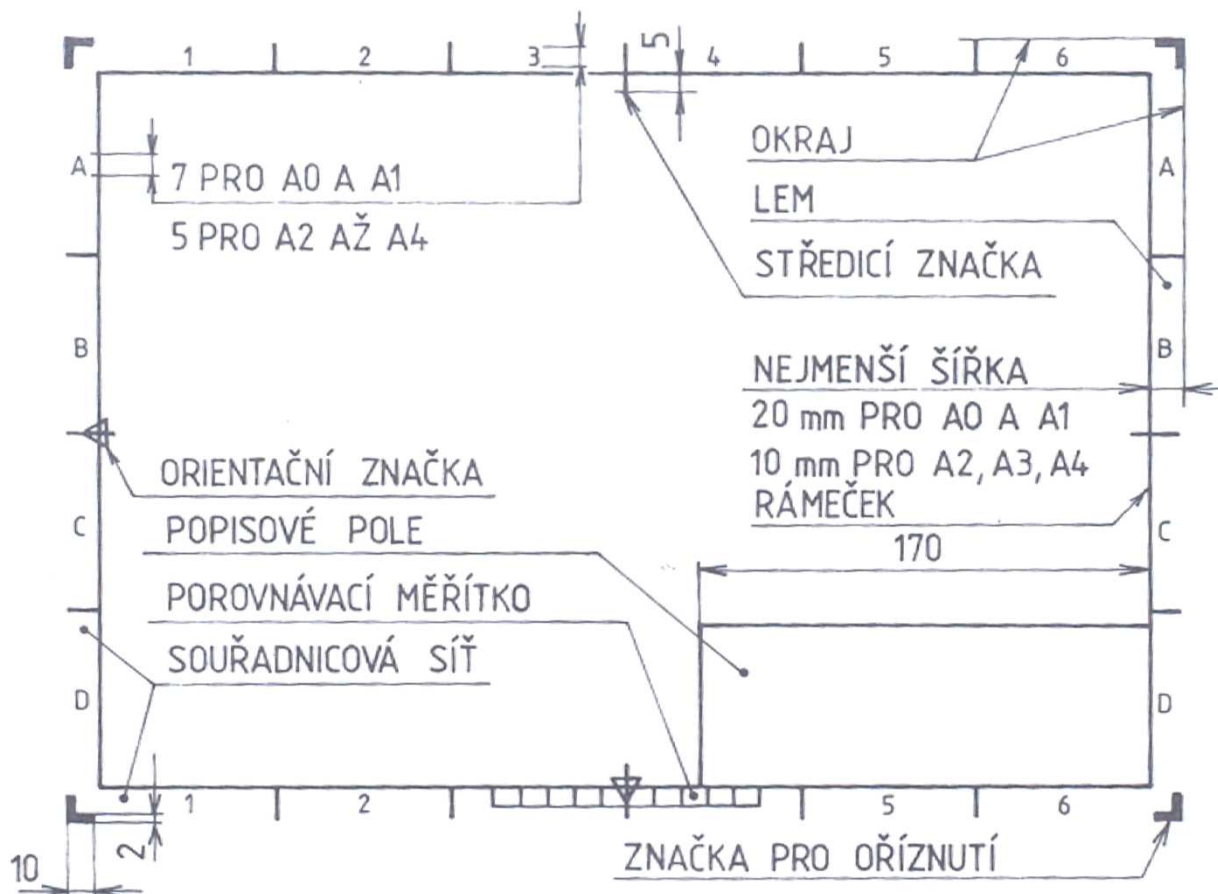 1 2 3 5 4 5 6
OKRAJ
A A
7 PRO A0 A A1
LEM
5 PRO A2 AŽ A4
STŘEDICÍ ZNAČKA
B B
NEJMENŠÍ ŠÍŘKA
20 mm PRO A0 A A1
10 mm PRO A2, A3, A4
ORIENTAČNÍ ZNAČKA
RÁMEČEK
C C
POPISOVÉ POLE
170
POROVNÁVACÍ MĚŘÍTKO
SOUŘADNICOVÁ SÍŤ
D D
1 2 5 6
10 2
ZNAČKA PRO OŘÍZNUTÍ